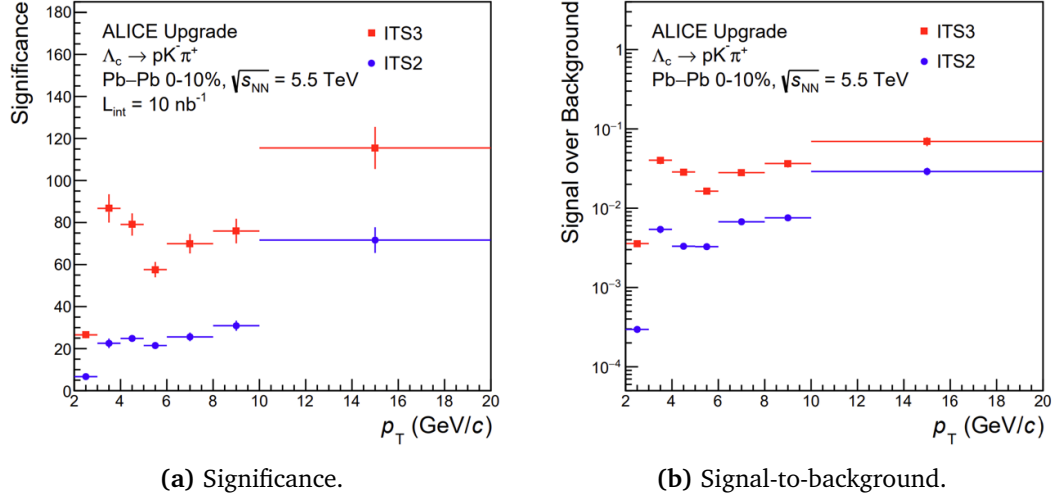 Significance
180
160
140
120
100
80
60
40
20
0
ALICE Upgrade
Λc → pK⁻π⁺
Pb–Pb 0-10%, √sNN = 5.5 TeV
Lint = 10 nb⁻¹
ITS3
ITS2
2 4 6 8 10 12 14 16 18 20
pT (GeV/c)
(a) Significance.
Signal over Background
1
10⁻¹
10⁻²
10⁻³
10⁻⁴
ALICE Upgrade
Λc → pK⁻π⁺
Pb–Pb 0-10%, √sNN = 5.5 TeV
ITS3
ITS2
2 4 6 8 10 12 14 16 18 20
pT (GeV/c)
(b) Signal-to-background.